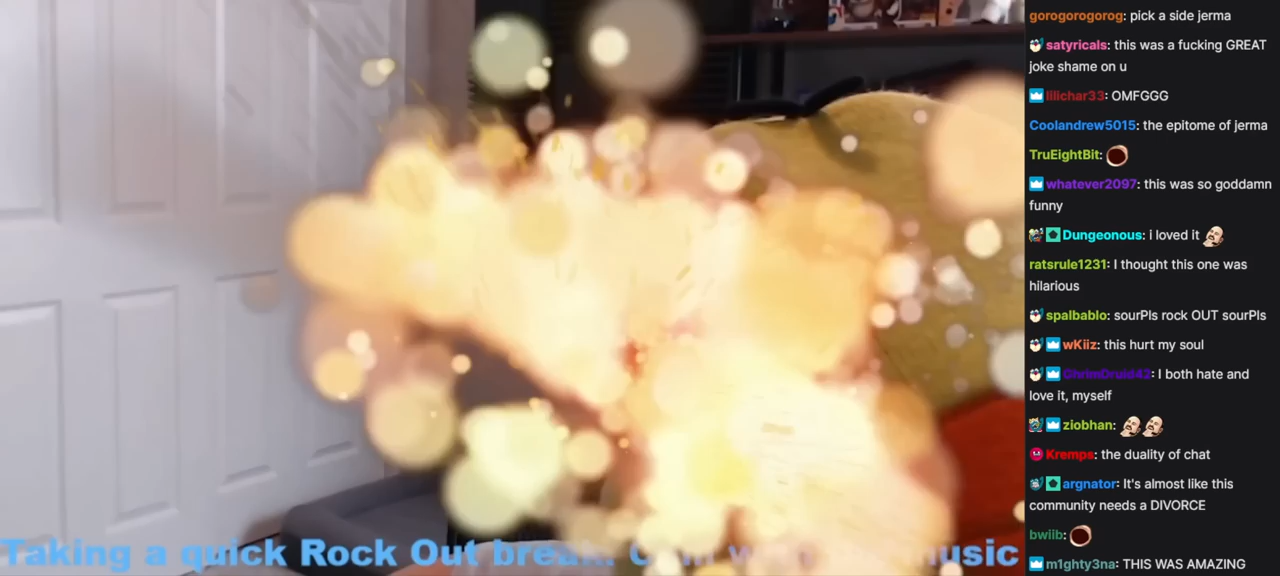 gorogorogorog: pick a side jerma
satyricals: this was a fucking GREAT
joke shame on u
lilichar33: OMFGGG
Coolandrew5015: the epitome of jerma
TruEightBit:
whatever2097: this was so goddamn
funny
Dungeonous: i loved it
ratsrule1231: I thought this one was
hilarious
spalbablo: sourPls rock OUT sourPls
wKiiz: this hurt my soul
GhrimDruid42: I both hate and
love it, myself
ziobhan:
Kremps: the duality of chat
argnator: It's almost like this
community needs a DIVORCE
bwiib:
m1ghty3na: THIS WAS AMAZING
Taking a quick Rock Out break. music